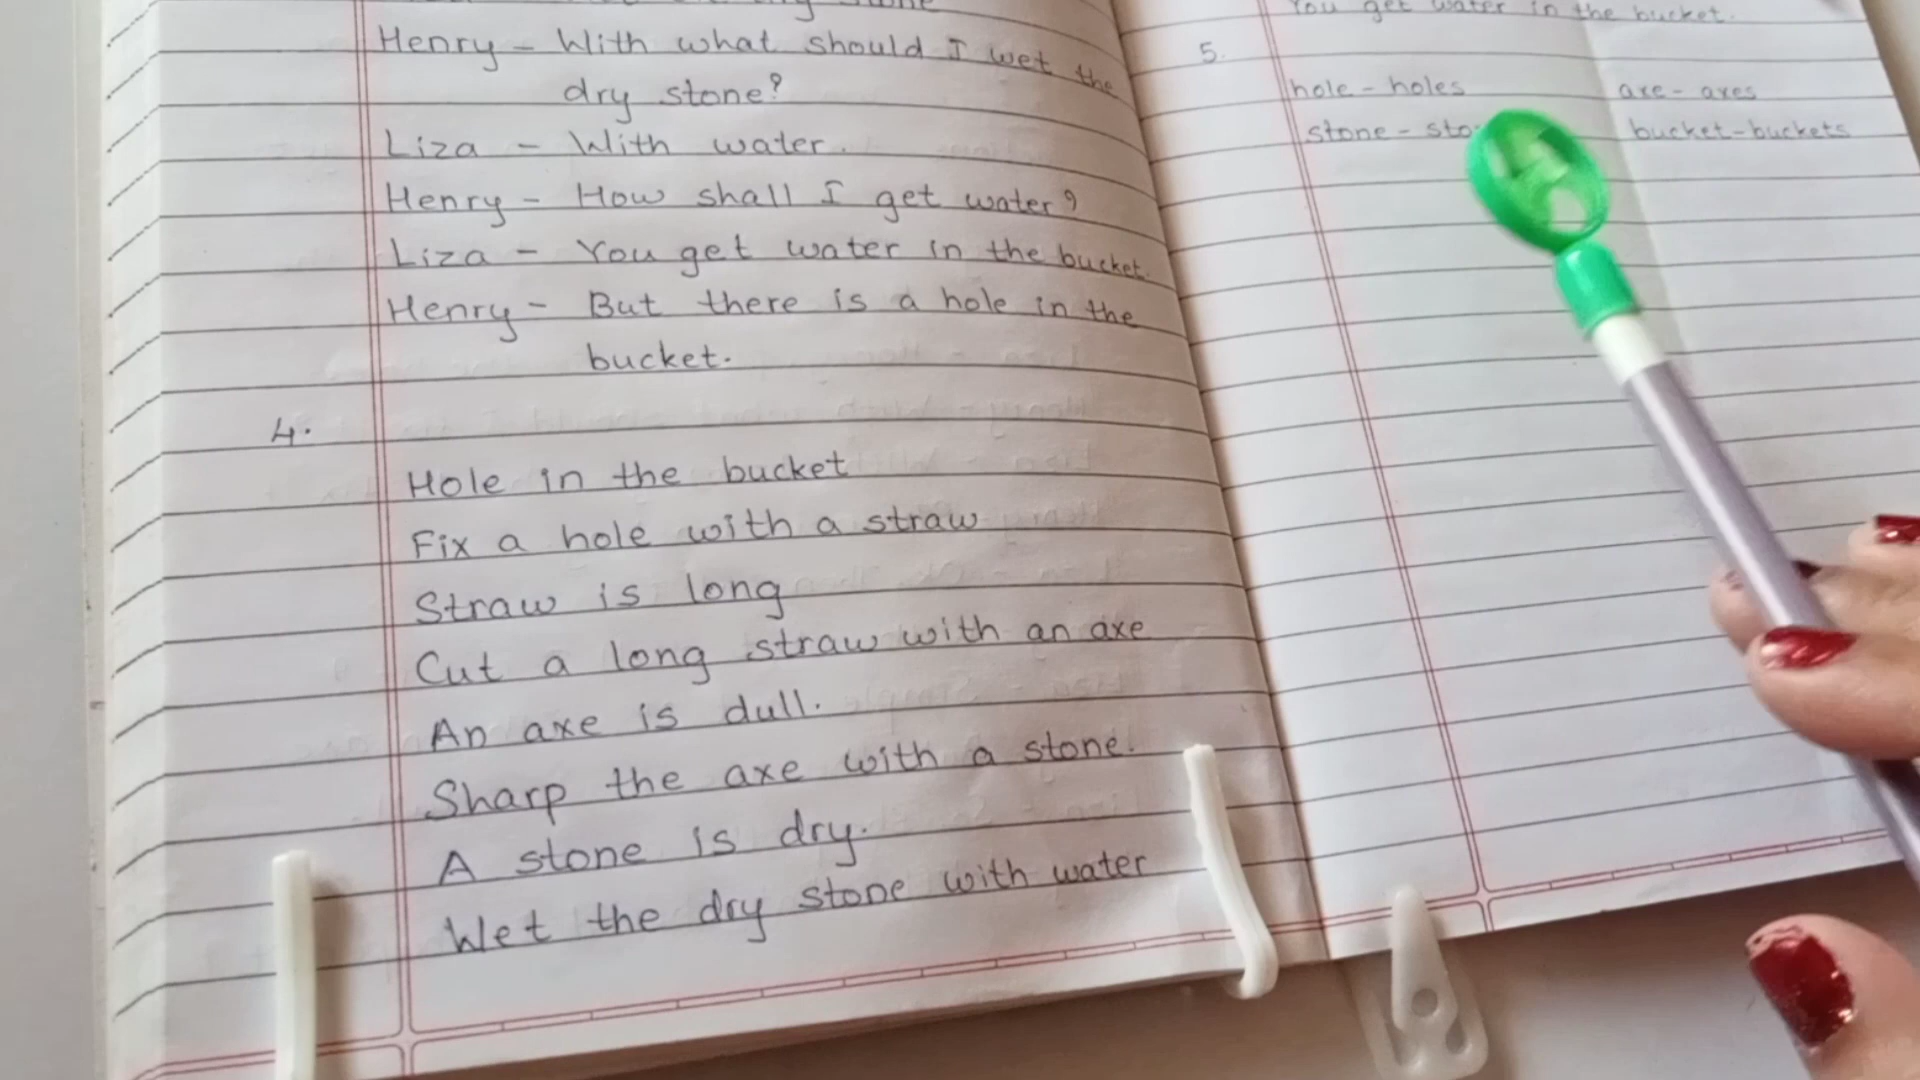 Henry - With what should I wet the
dry stone?
Liza - With water.
Henry - How shall I get water?
Liza - You get water in the bucket.
Henry - But there is a hole in the
bucket.
4.
Hole in the bucket
Fix a hole with a straw
Straw is long
Cut a long straw with an axe
An axe is dull.
Sharp the axe with a stone.
A stone is dry.
Wet the dry stone with water
You get water in the bucket.
5.
hole - holes axe - axes
stone - bucket - buckets